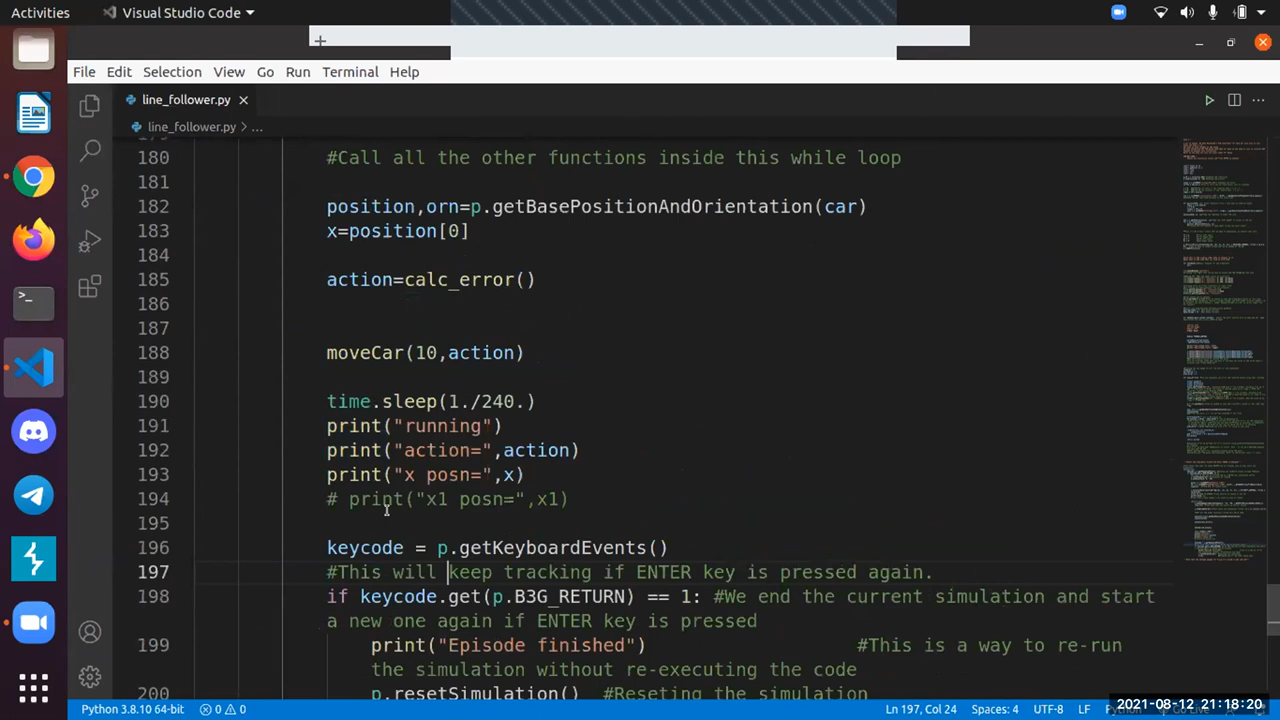 Activities
Visual Studio Code
File Edit Selection View Go Run Terminal Help
line_follower.py
line_follower.py > ...
180 #Call all the other functions inside this while loop
181
182 position,orn=p. ePositionAndOrientation(car)
183 x=position[0]
184
185 action=calc_error()
186
187
188 moveCar(10,action)
189
190 time.sleep(1./240.)
191 print("running")
192 print("action=",action)
193 print("x posn=",x)
194 # print("x1 posn=",x1)
195
196 keycode = p.getKeyboardEvents()
197 #This will keep tracking if ENTER key is pressed again.
198 if keycode.get(p.B3G_RETURN) == 1: #We end the current simulation and start
a new one again if ENTER key is pressed
199 print("Episode finished") #This is a way to re-run
the simulation without re-executing the code
200 p.resetSimulation() #Reseting the simulation
Python 3.8.10 64-bit 0 0 Ln 197, Col 24 Spaces: 4 UTF-8 LF Python
2021-08-12 21:18:20